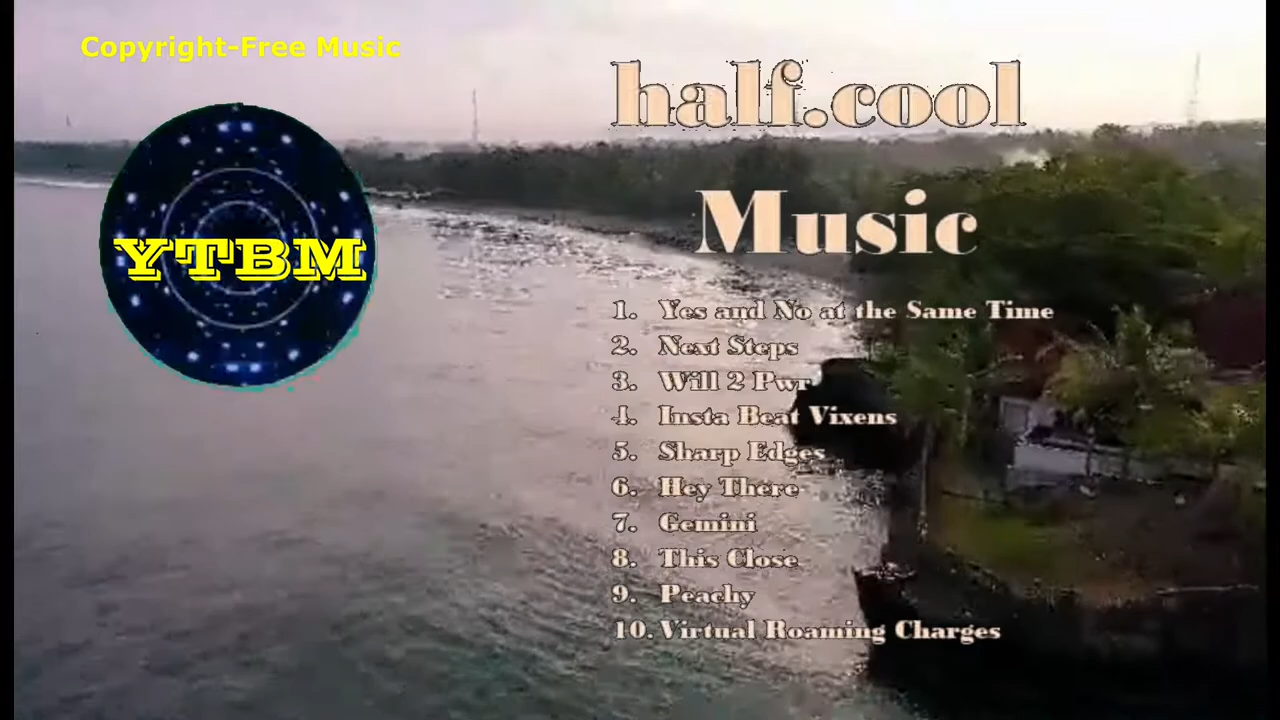 Copyright-Free Music
half.cool
YTBM
Music
1. Yes and No at the Same Time
2. Next Steps
3. Will 2 Pwr
4. Insta Beat Vixens
5. Sharp Edges
6. Hey There
7. Gemini
8. This Close
9. Peachy
10. Virtual Roaming Charges